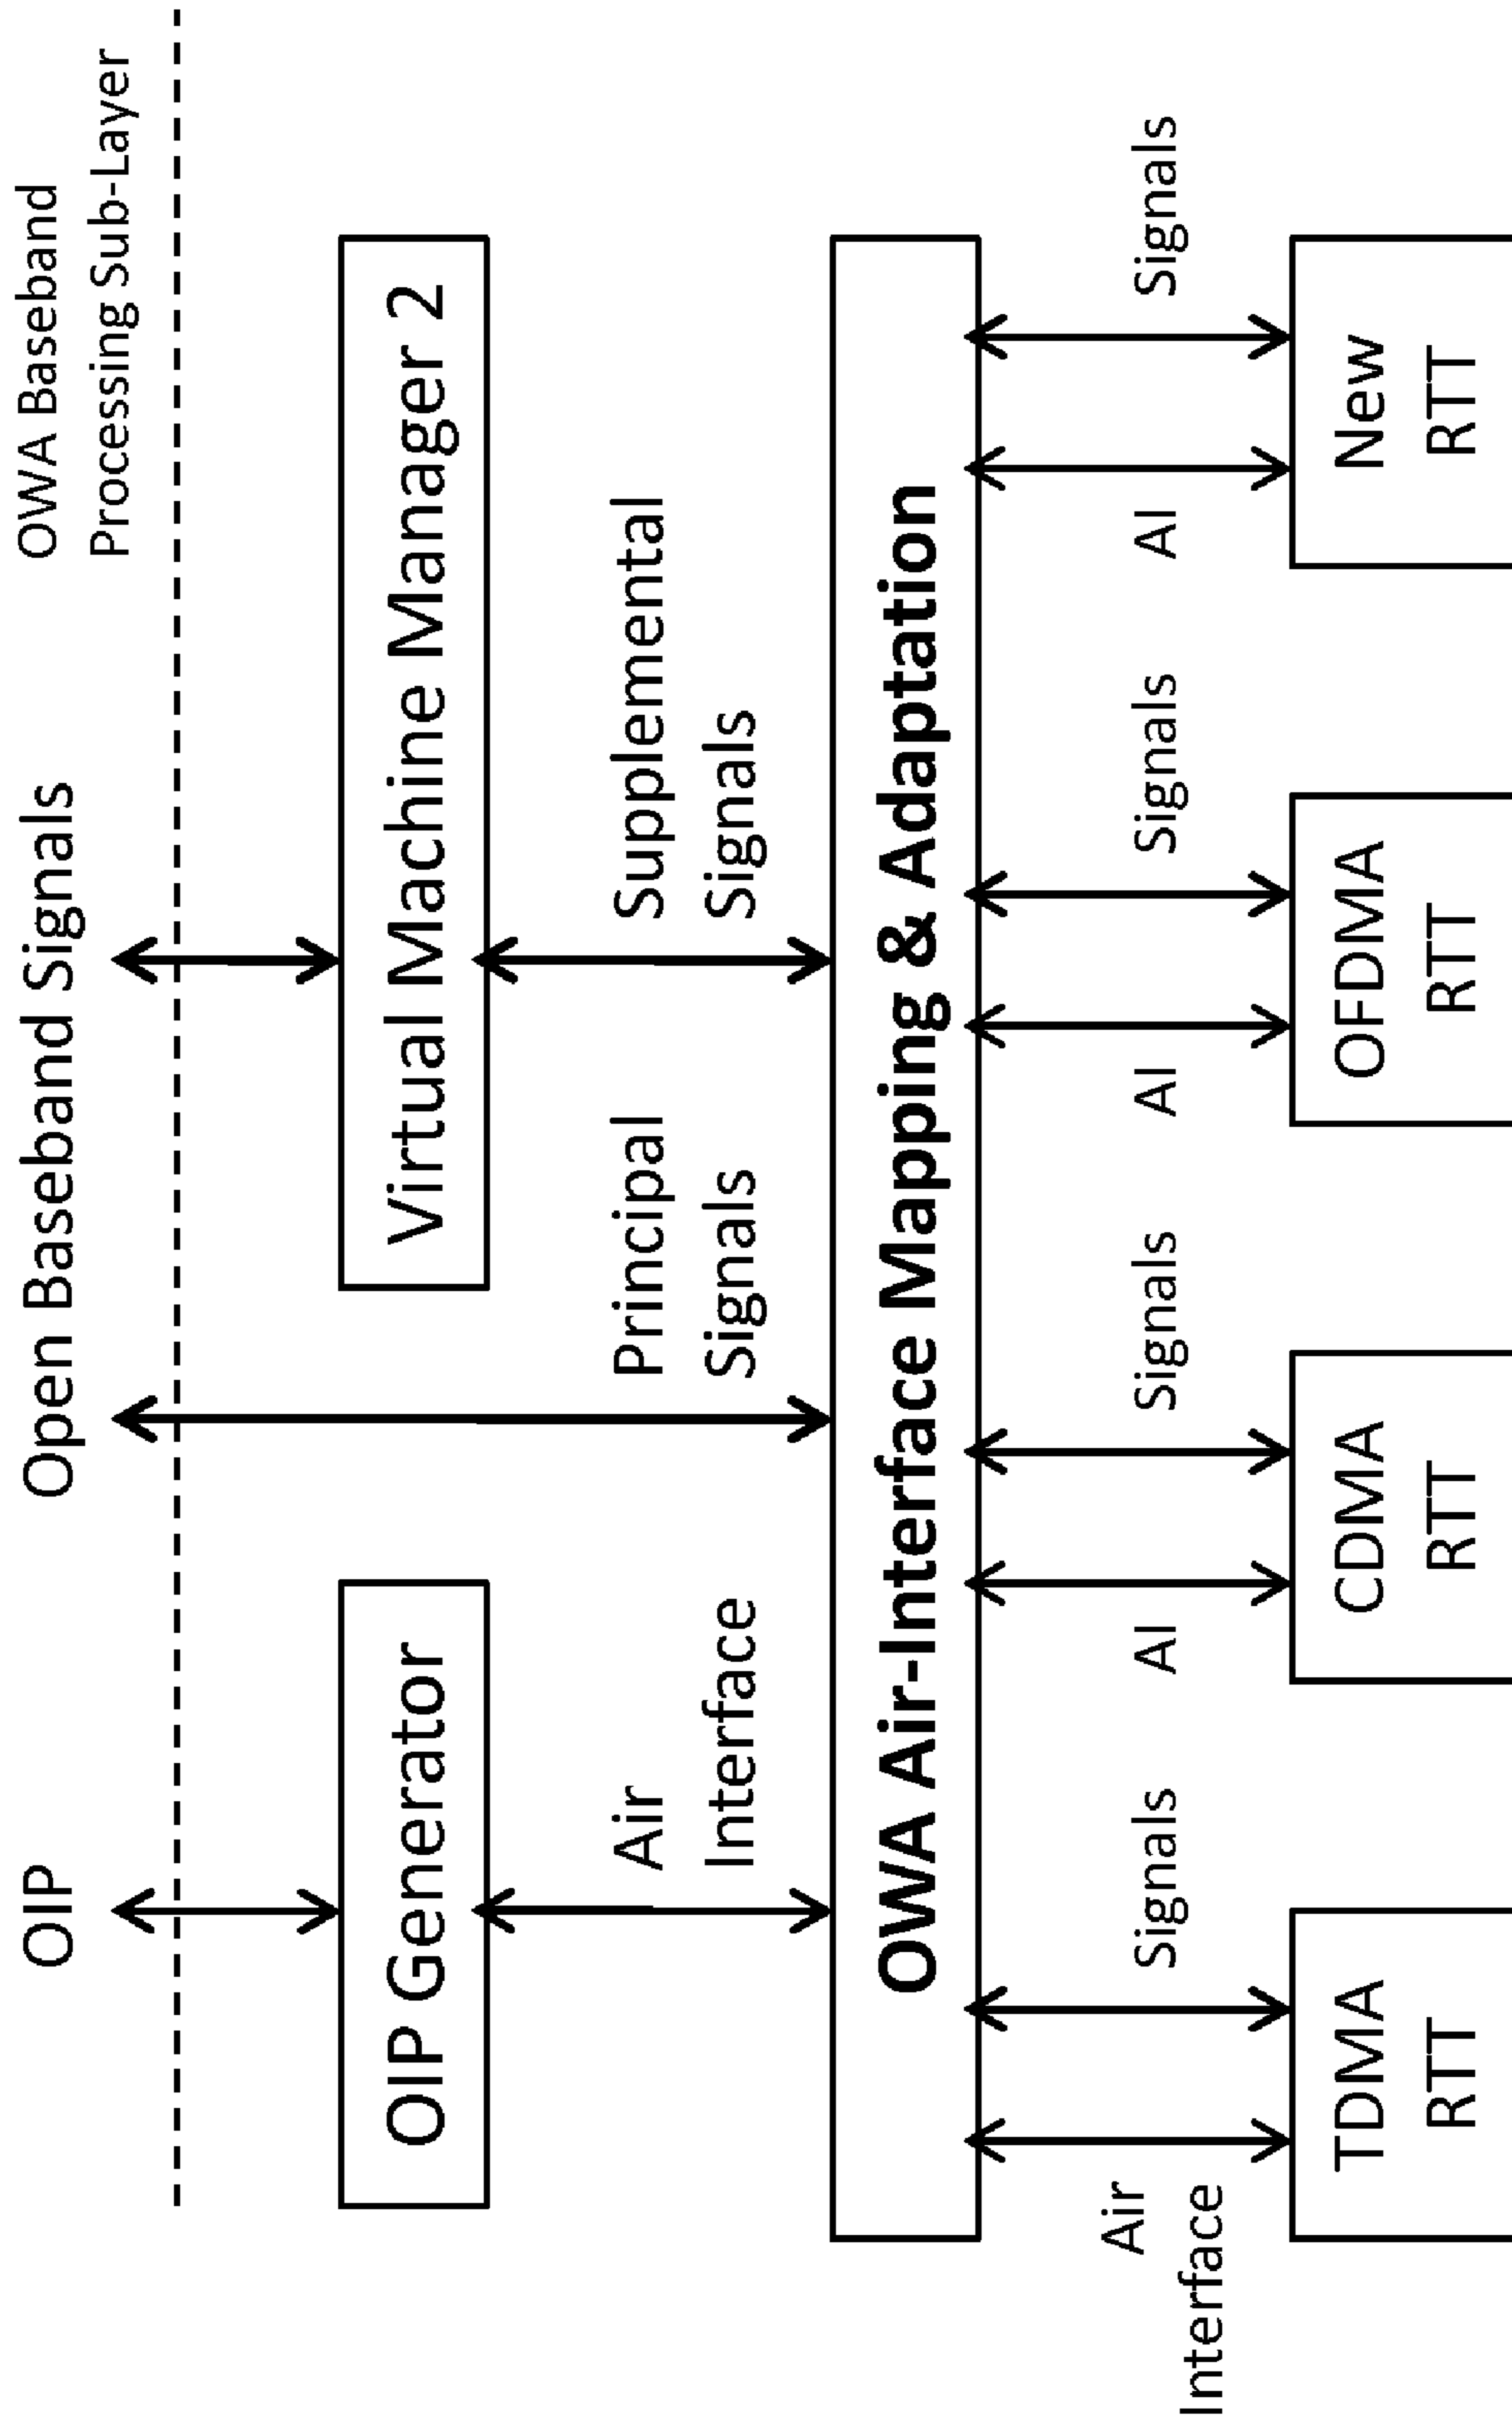 OIP
Open Baseband Signals
OWA Baseband
Processing Sub-Layer
OIP Generator
Virtual Machine Manager 2
Air
Interface
Principal
Signals
Supplemental
Signals
OWA Air-Interface Mapping & Adaptation
Air
Interface
Signals
AI
Signals
AI
Signals
AI
Signals
TDMA
RTT
CDMA
RTT
OFDMA
RTT
New
RTT